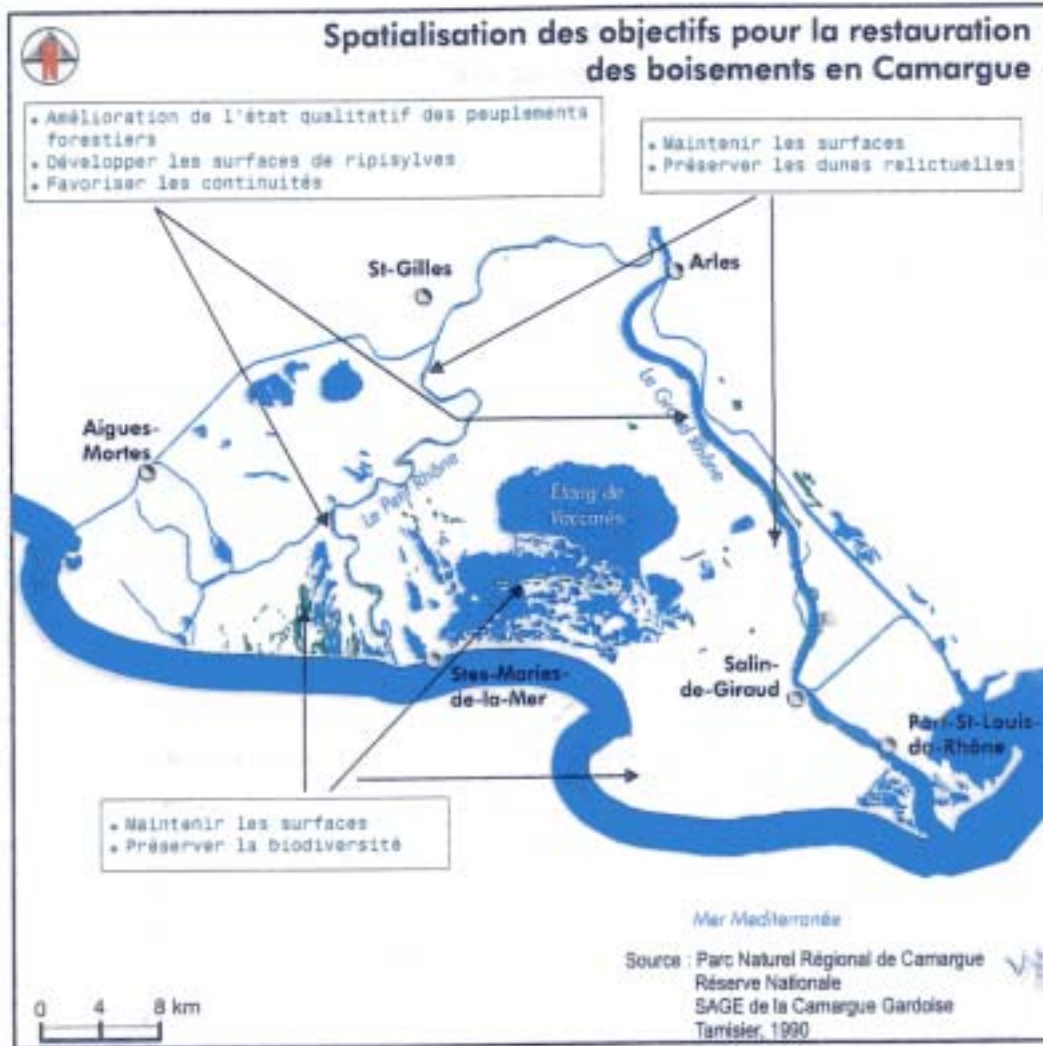 Spatialisation des objectifs pour la restauration
des boisements en Camargue
• Amélioration de l'état qualitatif des peuplements
forestiers
• Développer les surfaces de ripisylves
• Favoriser les continuités
• Maintenir les surfaces
• Préserver les dunes relictuelles
St-Gilles
Arles
Le Grand Rhône
Aigues-
Mortes
Le Petit Rhône
Etang de
Vaccarès
Stes-Maries-
de-la-Mer
Salin-
de-Giraud
Port-St-Louis-
du-Rhône
• Maintenir les surfaces
• Préserver la biodiversité
Mer Mediterranée
Source : Parc Naturel Régional de Camargue
Réserve Nationale
SAGE de la Camargue Gardoise
Tamisier, 1990
0 4 8 km